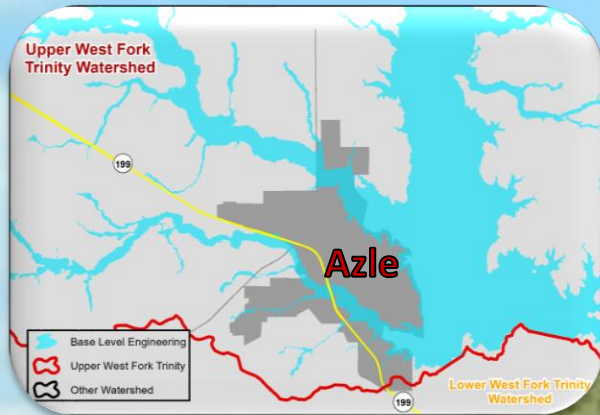 Upper West Fork
Trinity Watershed
199
Azle
Base Level Engineering
Upper West Fork Trinity
Other Watershed
Lower West Fork Trinity
Watershed
199